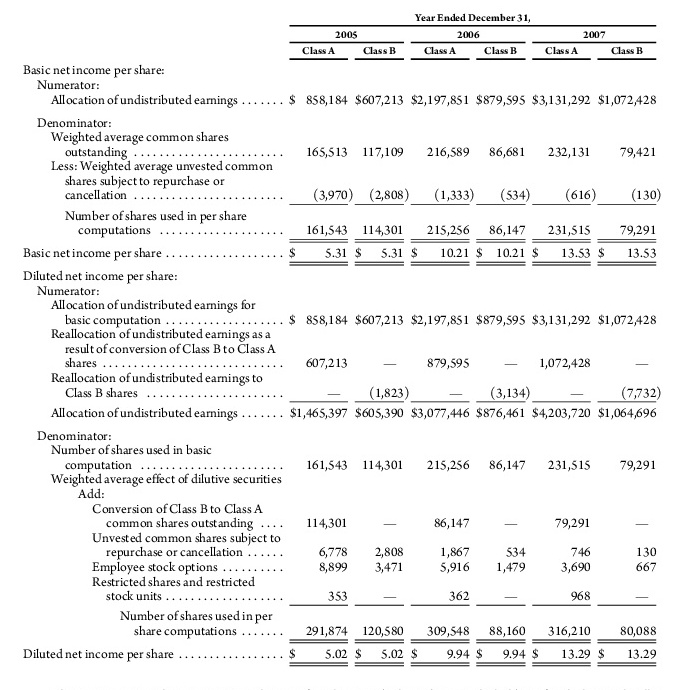 Year Ended December 31,
2005 2006 2007
Class A Class B Class A Class B Class A Class B
Basic net income per share:
Numerator:
Allocation of undistributed earnings . . . . . . . $ 858,184 $607,213 $2,197,851 $879,595 $3,131,292 $1,072,428
Denominator:
Weighted average common shares
outstanding . . . . . . . . . . . . . . . . . . . . . . . . 165,513 117,109 216,589 86,681 232,131 79,421
Less: Weighted average unvested common
shares subject to repurchase or
cancellation . . . . . . . . . . . . . . . . . . . . . . . . (3,970) (2,808) (1,333) (534) (616) (130)
Number of shares used in per share
computations . . . . . . . . . . . . . . . . . . . 161,543 114,301 215,256 86,147 231,515 79,291
Basic net income per share . . . . . . . . . . . . . . . . . . . $ 5.31 $ 5.31 $ 10.21 $ 10.21 $ 13.53 $ 13.53
Diluted net income per share:
Numerator:
Allocation of undistributed earnings for
basic computation . . . . . . . . . . . . . . . . . . . $ 858,184 $607,213 $2,197,851 $879,595 $3,131,292 $1,072,428
Reallocation of undistributed earnings as a
result of conversion of Class B to Class A
shares . . . . . . . . . . . . . . . . . . . . . . . . . . . . . 607,213 — 879,595 — 1,072,428 —
Reallocation of undistributed earnings to
Class B shares . . . . . . . . . . . . . . . . . . . . . . — (1,823) — (3,134) — (7,732)
Allocation of undistributed earnings . . . . . . . $1,465,397 $605,390 $3,077,446 $876,461 $4,203,720 $1,064,696
Denominator:
Number of shares used in basic
computation . . . . . . . . . . . . . . . . . . . . . . . 161,543 114,301 215,256 86,147 231,515 79,291
Weighted average effect of dilutive securities
Add:
Conversion of Class B to Class A
common shares outstanding . . . . 114,301 — 86,147 — 79,291 —
Unvested common shares subject to
repurchase or cancellation . . . . . . 6,778 2,808 1,867 534 746 130
Employee stock options . . . . . . . . . . 8,899 3,471 5,916 1,479 3,690 667
Restricted shares and restricted
stock units . . . . . . . . . . . . . . . . . . . 353 — 362 — 968 —
Number of shares used in per
share computations . . . . . . . 291,874 120,580 309,548 88,160 316,210 80,088
Diluted net income per share . . . . . . . . . . . . . . . . . $ 5.02 $ 5.02 $ 9.94 $ 9.94 $ 13.29 $ 13.29